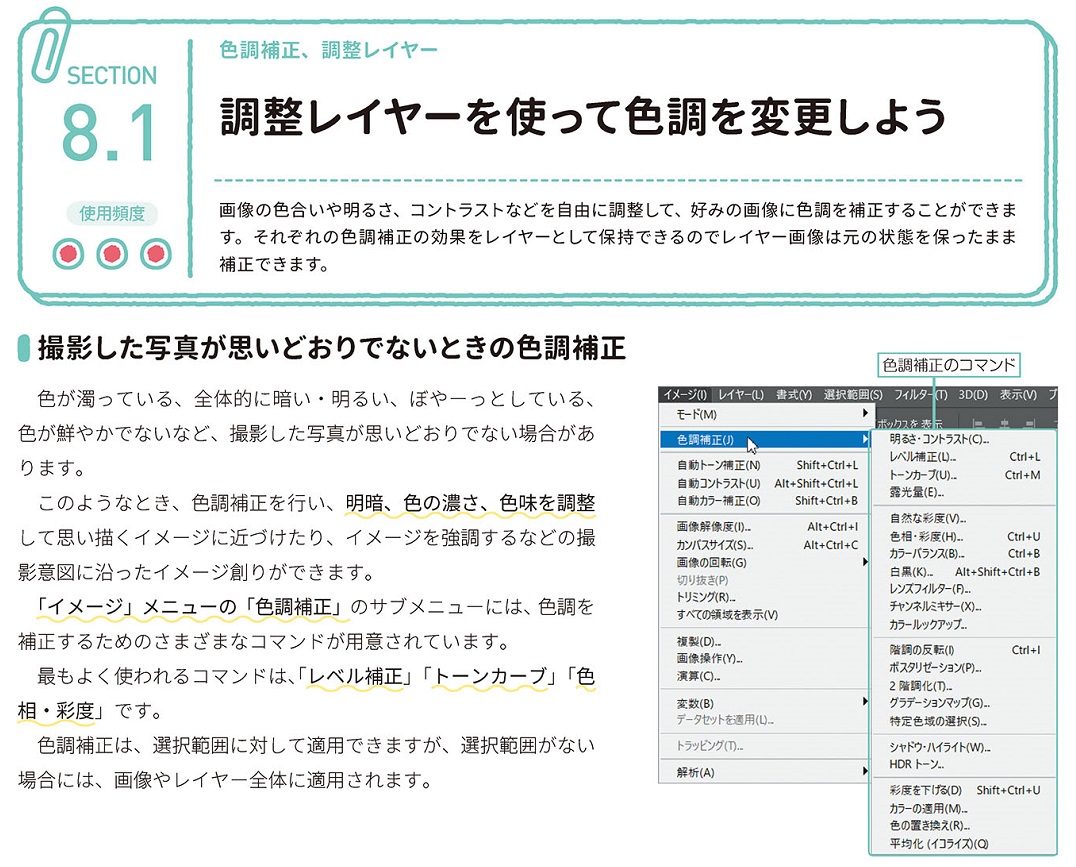 SECTION
8.1
使用頻度
色調補正、調整レイヤー
調整レイヤーを使って色調を変更しよう
画像の色合いや明るさ、コントラストなどを自由に調整して、好みの画像に色調を補正することができま
す。それぞれの色調補正の効果をレイヤーとして保持できるのでレイヤー画像は元の状態を保ったまま
補正できます。
撮影した写真が思いどおりでないときの色調補正
色が濁っている、全体的に暗い・明るい、ぼやーっとしている、
色が鮮やかでないなど、撮影した写真が思いどおりでない場合があ
ります。
このようなとき、色調補正を行い、明暗、色の濃さ、色味を調整
して思い描くイメージに近づけたり、イメージを強調するなどの撮
影意図に沿ったイメージ創りができます。
「イメージ」メニューの「色調補正」のサブメニューには、色調を
補正するためのさまざまなコマンドが用意されています。
最もよく使われるコマンドは、「レベル補正」「トーンカーブ」「色
相・彩度」です。
色調補正は、選択範囲に対して適用できますが、選択範囲がない
場合には、画像やレイヤー全体に適用されます。
色調補正のコマンド
イメージ(I) レイヤー(L) 書式(Y) 選択範囲(S) フィルター(T) 3D(D) 表示(V) プ
ボックスを表示
モード(M)
色調補正(J)
自動トーン補正(N) Shift+Ctrl+L
自動コントラスト(U) Alt+Shift+Ctrl+L
自動カラー補正(O) Shift+Ctrl+B
画像解像度(I)... Alt+Ctrl+I
カンバスサイズ(S)... Alt+Ctrl+C
画像の回転(G)
切り抜き(P)
トリミング(R)...
すべての領域を表示(V)
複製(D)...
画像操作(Y)...
演算(C)...
変数(B)
データセットを適用(L)...
トラッピング(T)...
解析(A)
明るさ・コントラスト(C)...
レベル補正(L)... Ctrl+L
トーンカーブ(U)... Ctrl+M
露光量(E)...
自然な彩度(V)...
色相・彩度(H)... Ctrl+U
カラーバランス(B)... Ctrl+B
白黒(K)... Alt+Shift+Ctrl+B
レンズフィルター(F)...
チャンネルミキサー(X)...
カラールックアップ...
階調の反転(I) Ctrl+I
ポスタリゼーション(P)...
2 階調化(T)...
グラデーションマップ(G)...
特定色域の選択(S)...
シャドウ・ハイライト(W)...
HDR トーン...
彩度を下げる(D) Shift+Ctrl+U
カラーの適用(M)...
色の置き換え(R)...
平均化 (イコライズ)(Q)